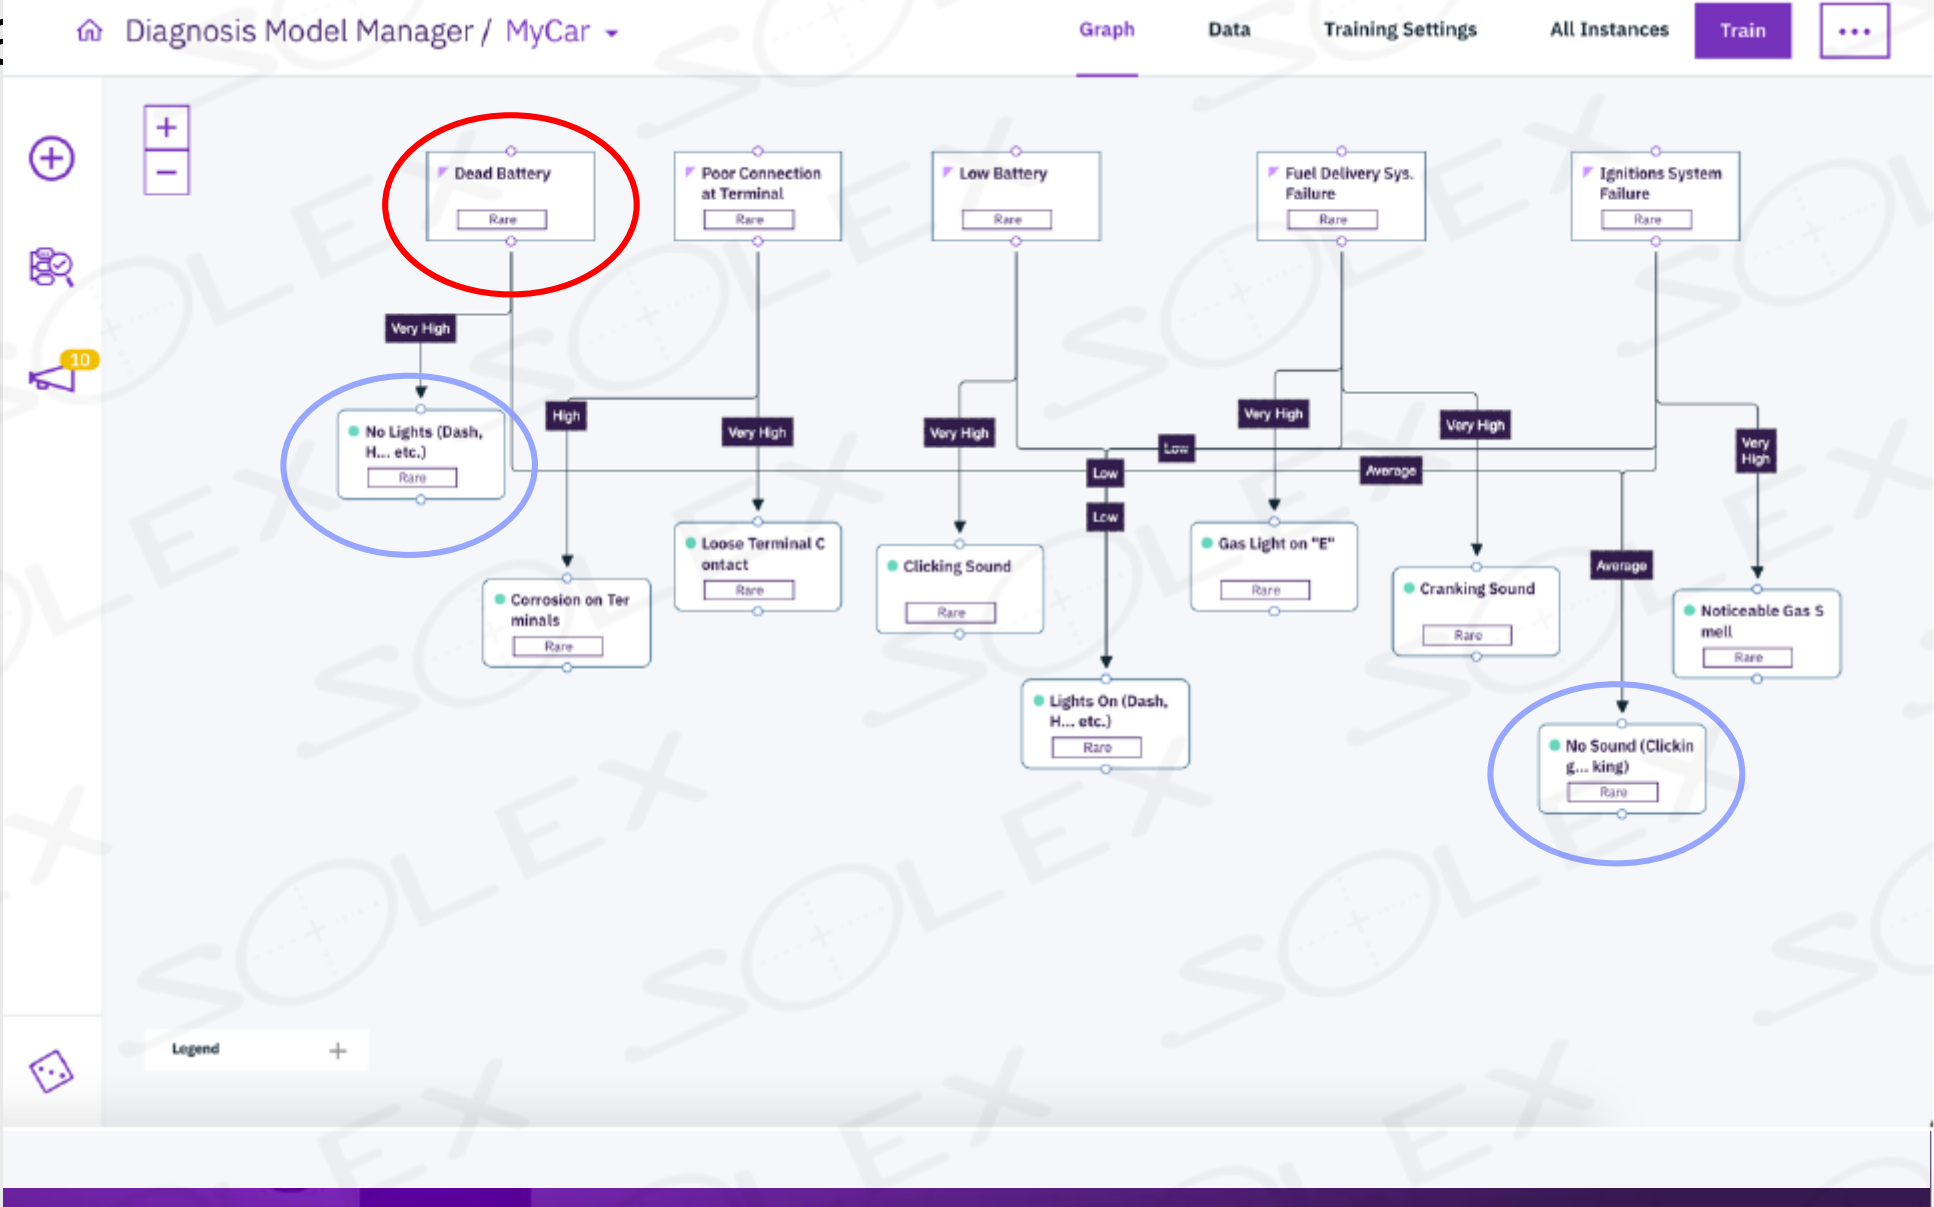 Diagnosis Model Manager / MyCar
Graph
Data
Training Settings
All Instances
Train
+
−
10
Dead Battery
Rare
Poor Connection
at Terminal
Rare
Low Battery
Rare
Fuel Delivery Sys.
Failure
Rare
Ignitions System
Failure
Rare
Very High
High
Very High
Very High
Low
Low
Low
Very High
Very High
Average
Average
Very
High
No Lights (Dash,
H... etc.)
Rare
Corrosion on Ter
minals
Rare
Loose Terminal C
ontact
Rare
Clicking Sound
Rare
Lights On (Dash,
H... etc.)
Rare
Gas Light on "E"
Rare
Cranking Sound
Rare
No Sound (Clickin
g... king)
Rare
Noticeable Gas S
mell
Rare
Legend +
SOLEX